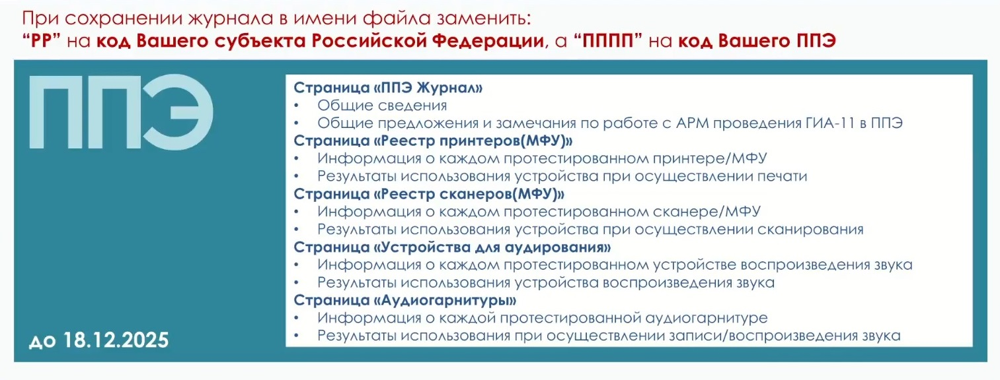 При сохранении журнала в имени файла заменить:
“РР” на код Вашего субъекта Российской Федерации, а “ПППП” на код Вашего ППЭ
ППЭ
Страница «ППЭ Журнал»
• Общие сведения
• Общие предложения и замечания по работе с АРМ проведения ГИА-11 в ППЭ
Страница «Реестр принтеров(МФУ)»
• Информация о каждом протестированном принтере/МФУ
• Результаты использования устройства при осуществлении печати
Страница «Реестр сканеров(МФУ)»
• Информация о каждом протестированном сканере/МФУ
• Результаты использования устройства при осуществлении сканирования
Страница «Устройства для аудирования»
• Информация о каждом протестированном устройстве воспроизведения звука
• Результаты использования устройства воспроизведения звука
Страница «Аудиогарнитуры»
• Информация о каждой протестированной аудиогарнитуре
• Результаты использования при осуществлении записи/воспроизведения звука
до 18.12.2025